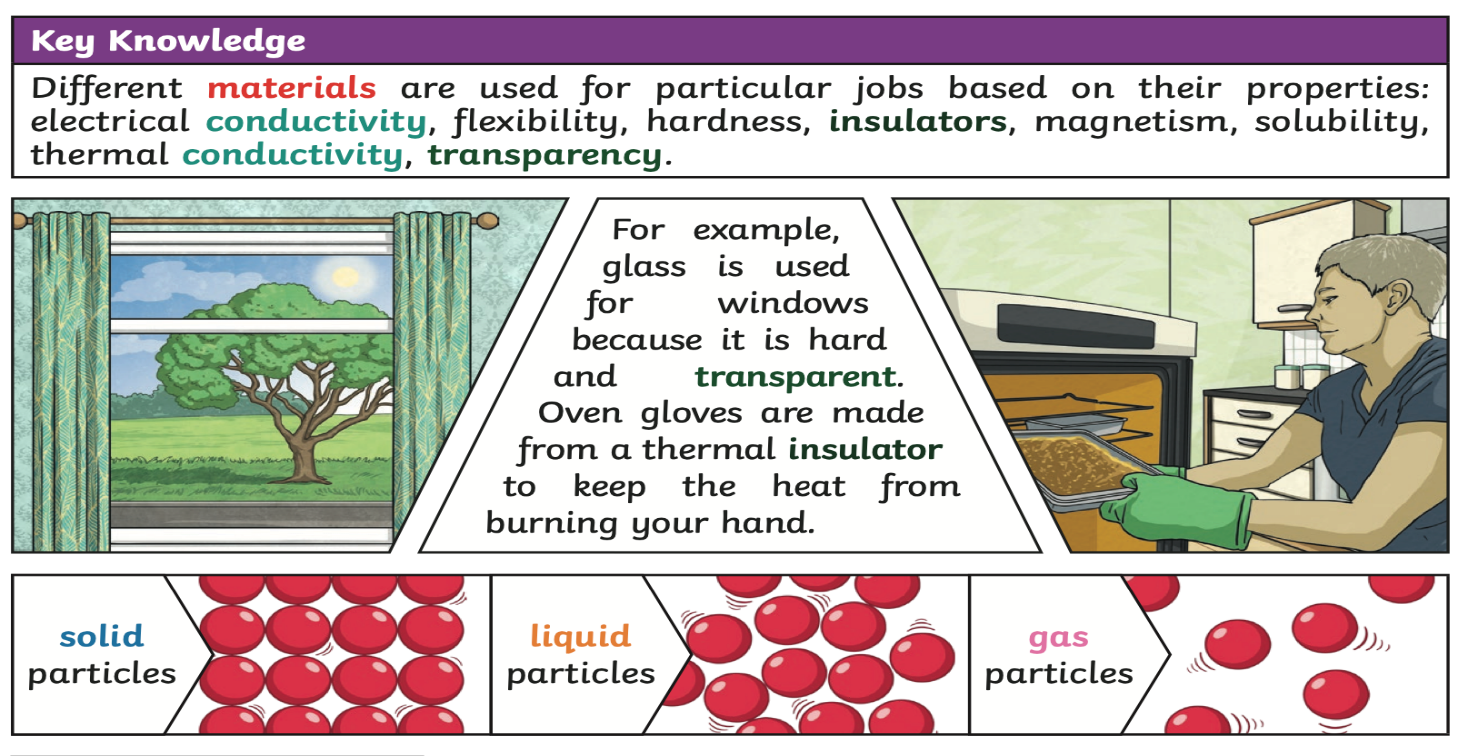 Key Knowledge
Different materials are used for particular jobs based on their properties:
electrical conductivity, flexibility, hardness, insulators, magnetism, solubility,
thermal conductivity, transparency.
For example,
glass is used
for windows
because it is hard
and transparent.
Oven gloves are made
from a thermal insulator
to keep the heat from
burning your hand.
solid
particles
liquid
particles
gas
particles